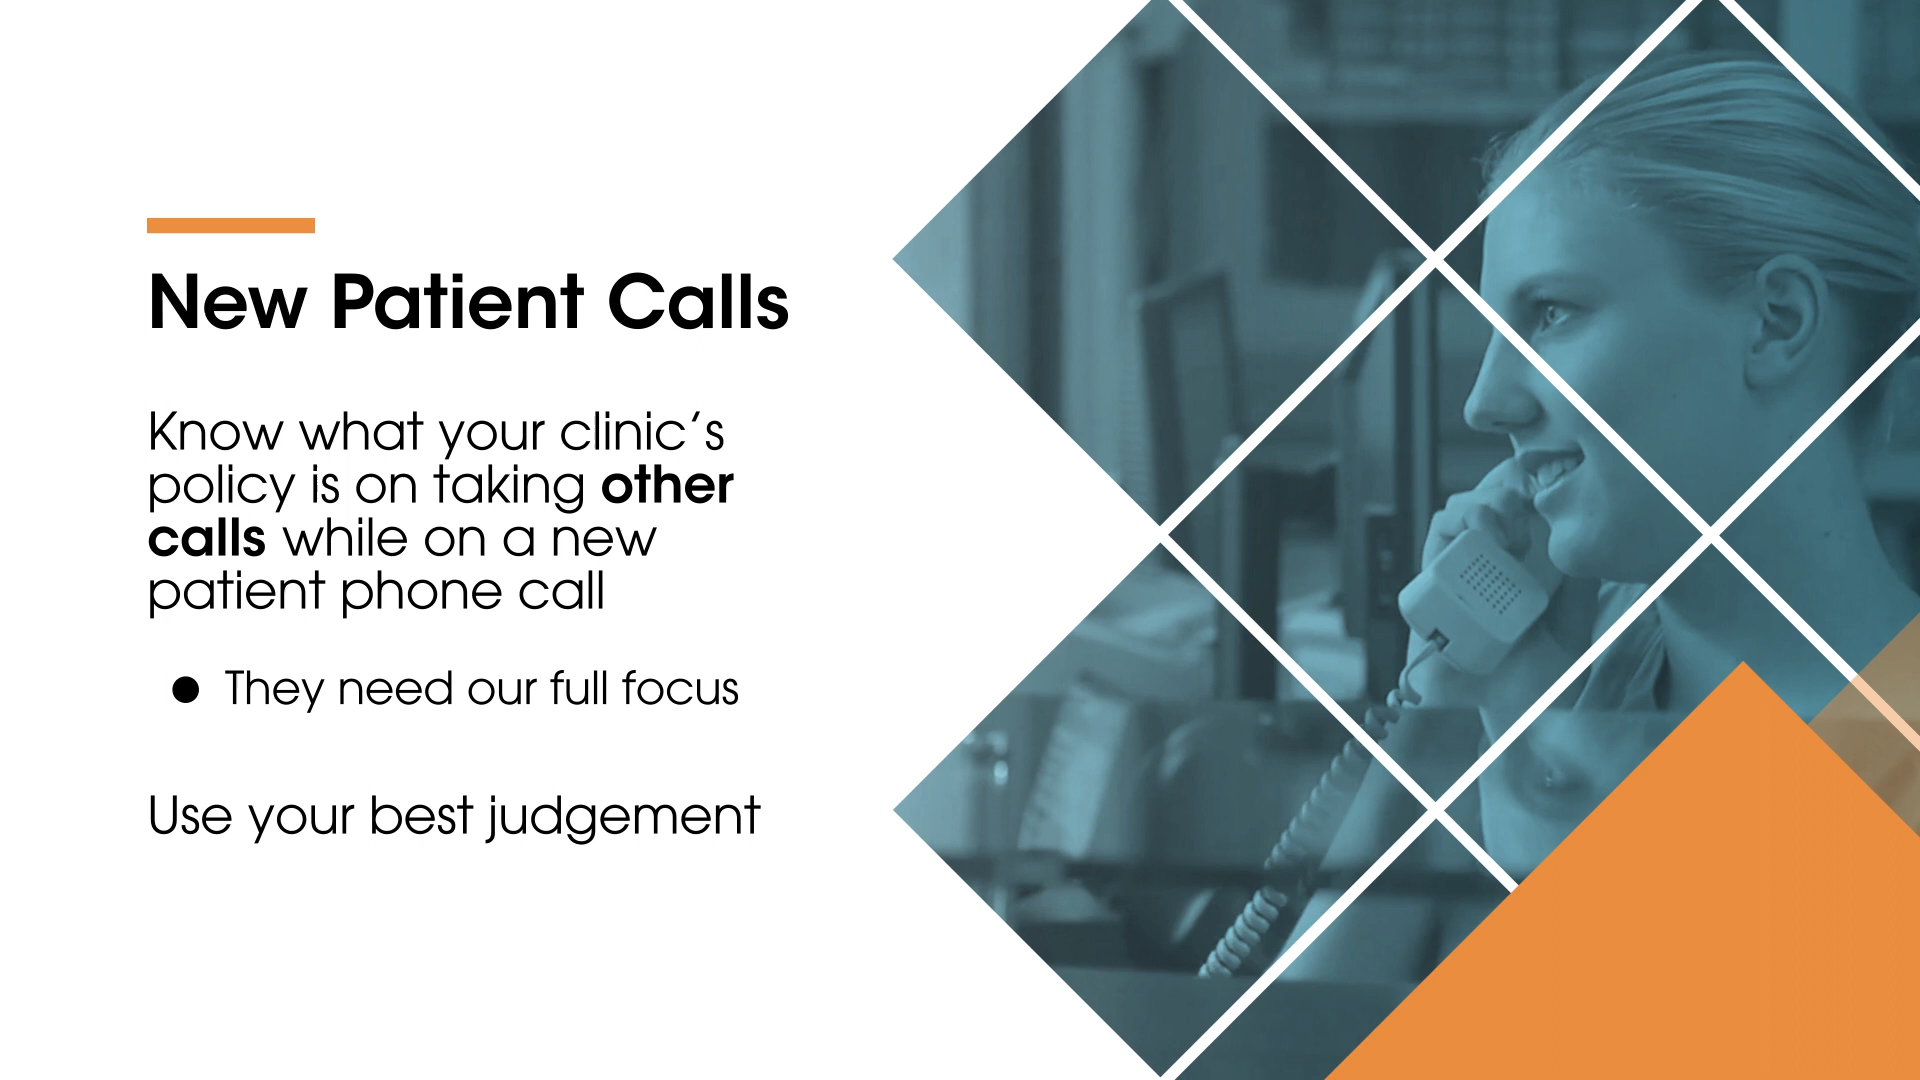 New Patient Calls
Know what your clinic’s
policy is on taking other
calls while on a new
patient phone call
● They need our full focus
Use your best judgement